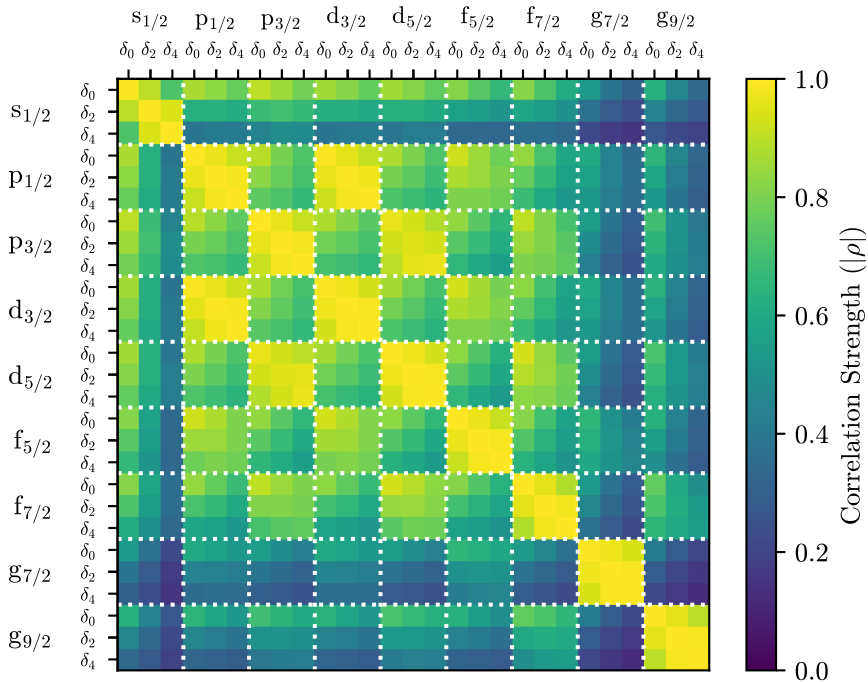 s1/2 p1/2 p3/2 d3/2 d5/2 f5/2 f7/2 g7/2 g9/2
δ0 δ2 δ4 δ0 δ2 δ4 δ0 δ2 δ4 δ0 δ2 δ4 δ0 δ2 δ4 δ0 δ2 δ4 δ0 δ2 δ4 δ0 δ2 δ4 δ0 δ2 δ4
s1/2
δ0
δ2
δ4
p1/2
δ0
δ2
δ4
p3/2
δ0
δ2
δ4
d3/2
δ0
δ2
δ4
d5/2
δ0
δ2
δ4
f5/2
δ0
δ2
δ4
f7/2
δ0
δ2
δ4
g7/2
δ0
δ2
δ4
g9/2
δ0
δ2
δ4
1.0
0.8
0.6
0.4
0.2
0.0
Correlation Strength (|ρ|)